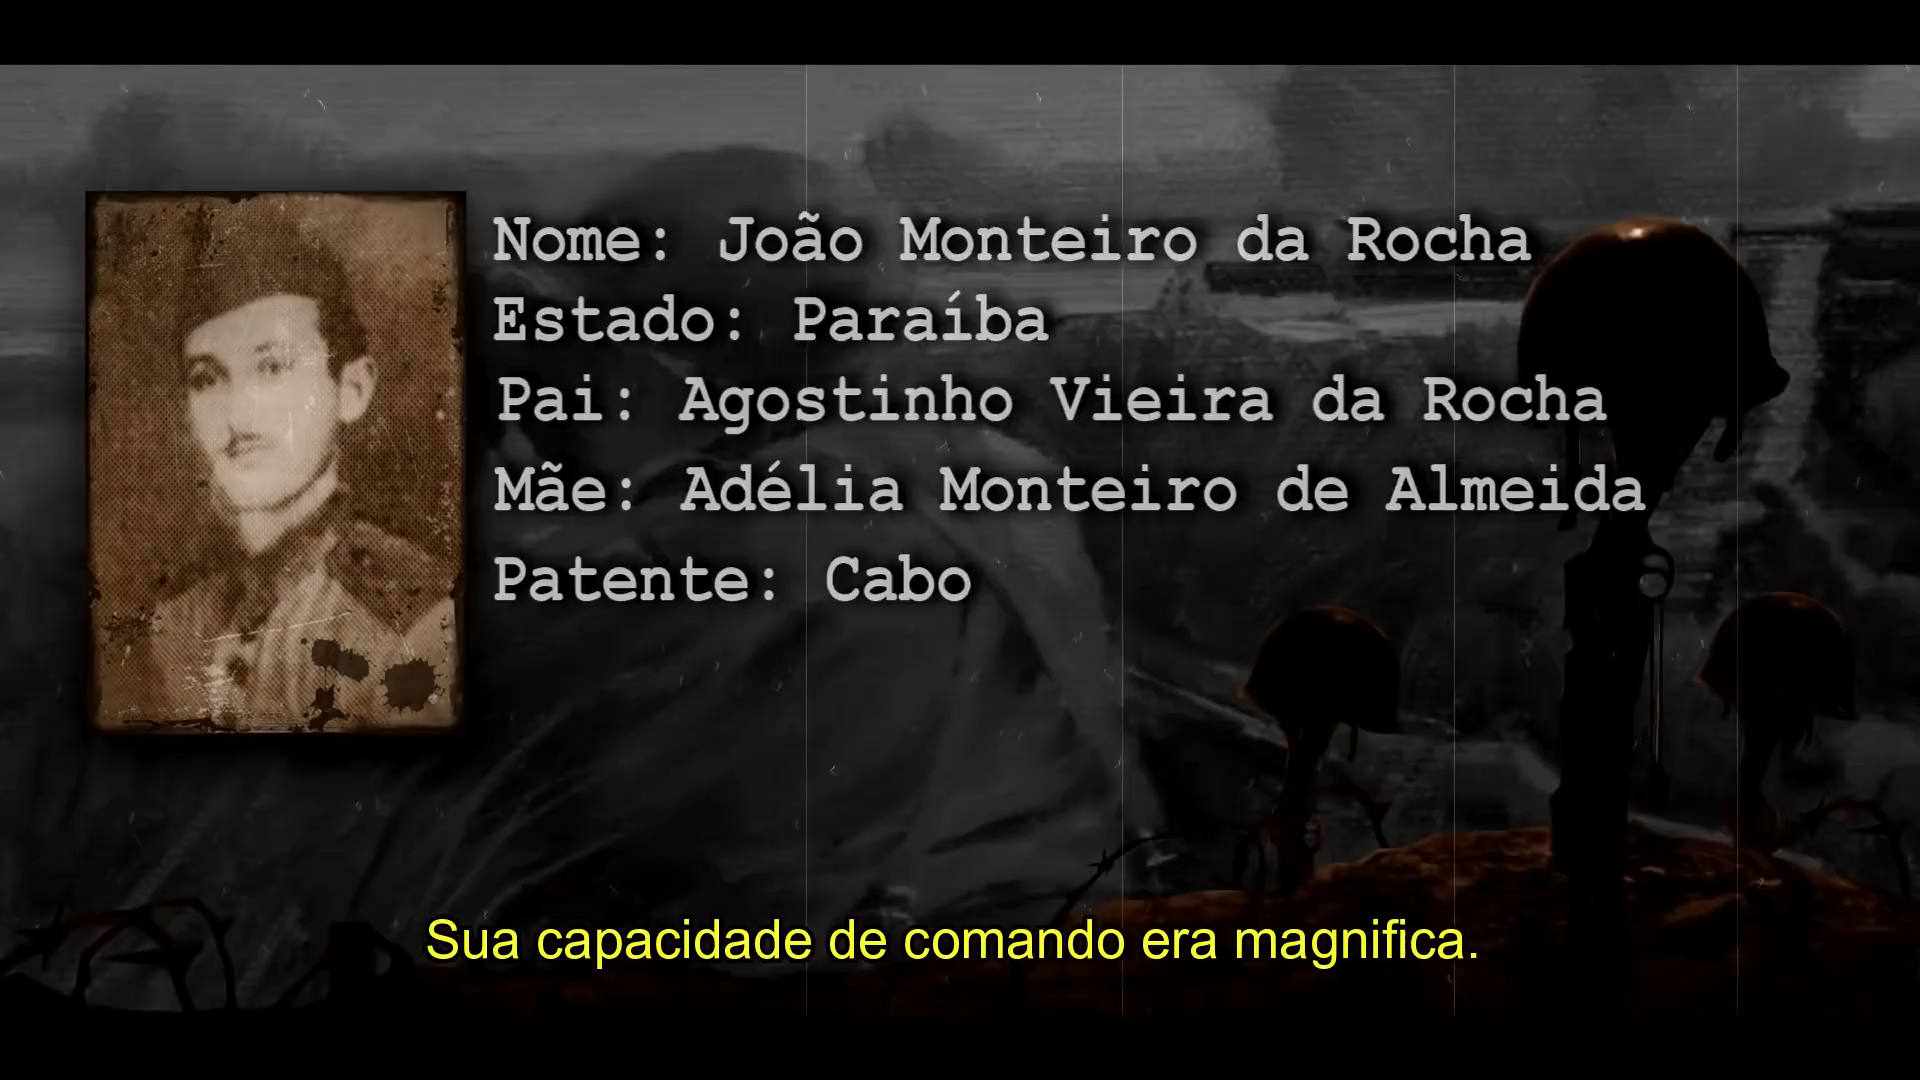 Nome: João Monteiro da Rocha
Estado: Paraíba
Pai: Agostinho Vieira da Rocha
Mãe: Adélia Monteiro de Almeida
Patente: Cabo
Sua capacidade de comando era magnifica.